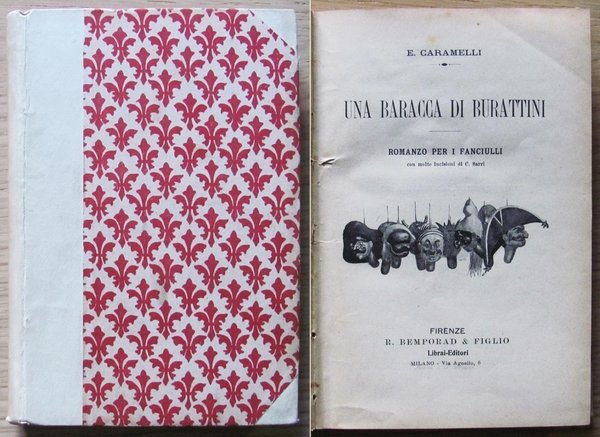 E. CARAMELLI
UNA BARACCA DI BURATTINI
ROMANZO PER I FANCIULLI
con molte incisioni di C. Sarri
FIRENZE
R. BEMPORAD & FIGLIO
Librai-Editori
MILANO - Via Agnello, 6